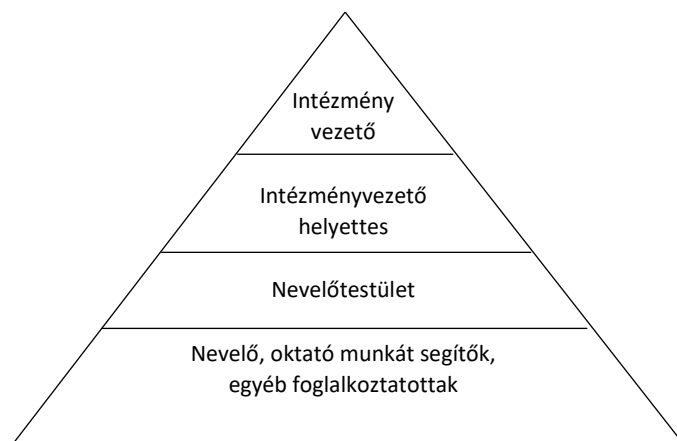 Intézmény
vezető
Intézményvezető
helyettes
Nevelőtestület
Nevelő, oktató munkát segítők,
egyéb foglalkoztatottak